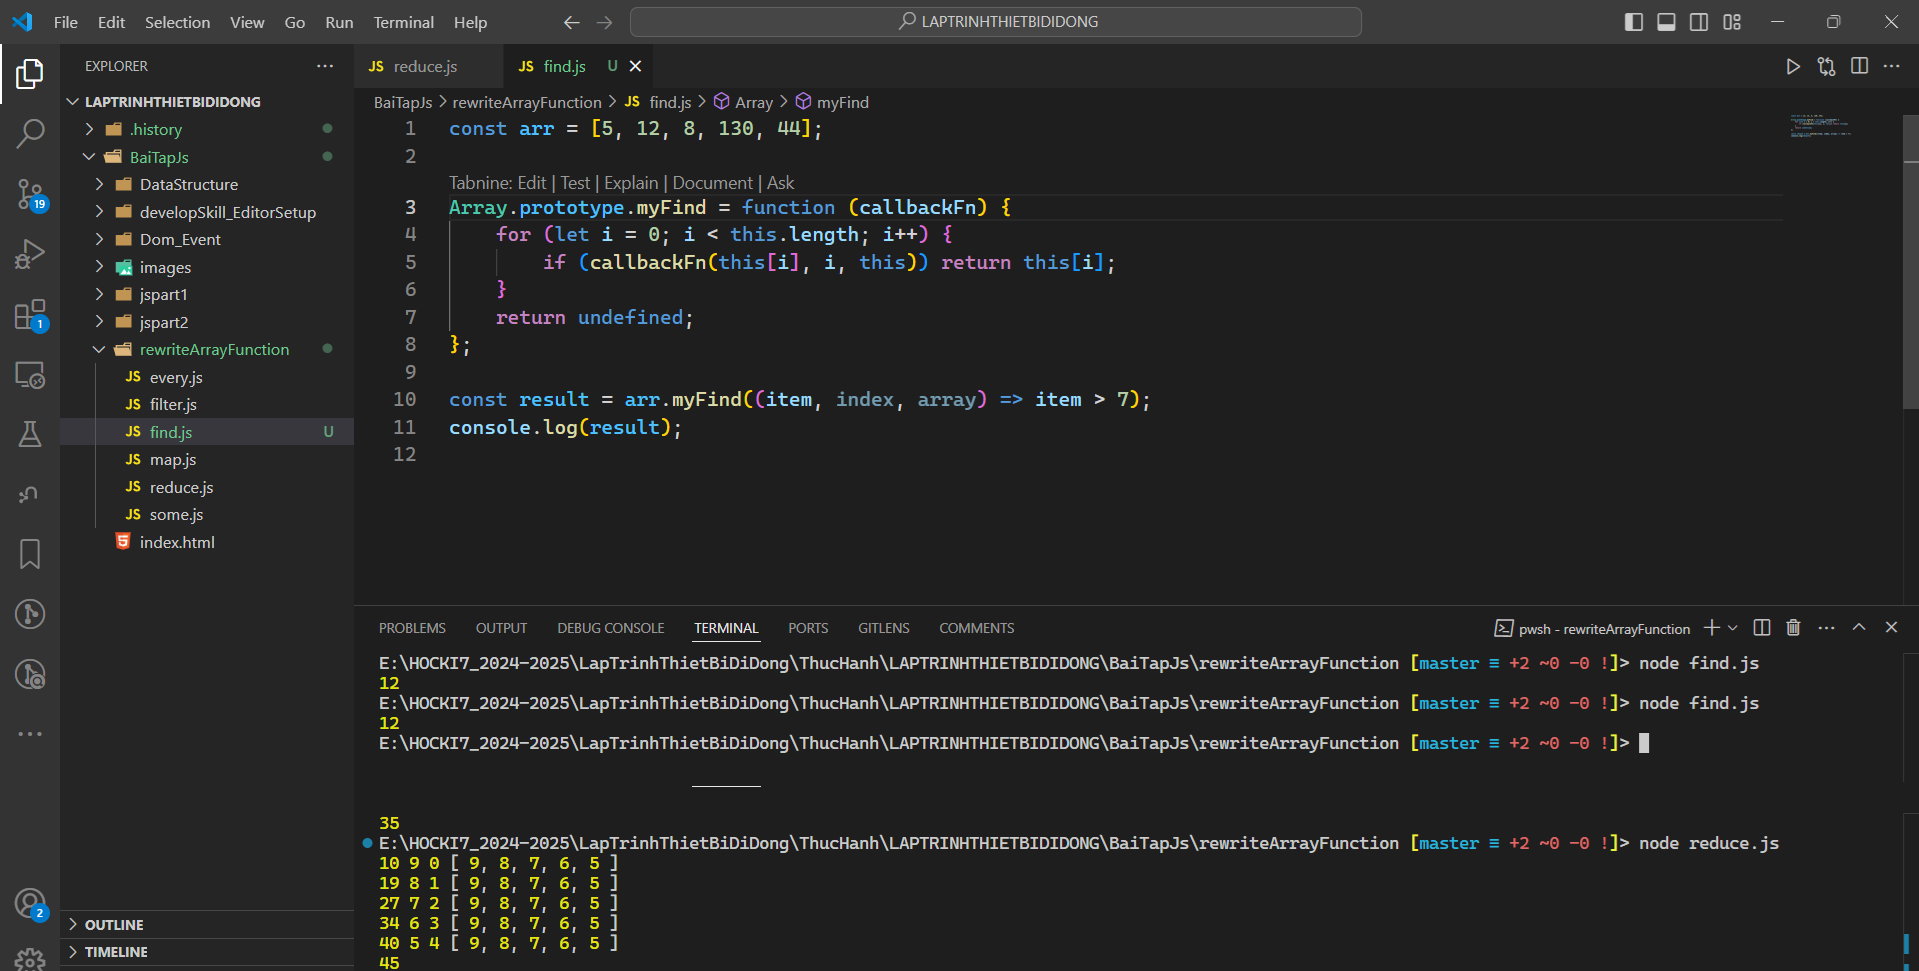 File Edit Selection View Go Run Terminal Help
LAPTRINHTHIETBIDIDONG
EXPLORER
LAPTRINHTHIETBIDIDONG
.history
BaiTapJs
DataStructure
developSkill_EditorSetup
Dom_Event
images
jspart1
jspart2
rewriteArrayFunction
JS every.js
JS filter.js
JS find.js U
JS map.js
JS reduce.js
JS some.js
index.html
OUTLINE
TIMELINE
19
1
2
JS reduce.js JS find.js U
BaiTapJs > rewriteArrayFunction > JS find.js > Array > myFind
1 const arr = [5, 12, 8, 130, 44];
2
Tabnine: Edit | Test | Explain | Document | Ask
3 Array.prototype.myFind = function (callbackFn) {
4 for (let i = 0; i < this.length; i++) {
5 if (callbackFn(this[i], i, this)) return this[i];
6 }
7 return undefined;
8 };
9
10 const result = arr.myFind((item, index, array) => item > 7);
11 console.log(result);
12
PROBLEMS OUTPUT DEBUG CONSOLE TERMINAL PORTS GITLENS COMMENTS
pwsh - rewriteArrayFunction
E:\HOCKI7_2024-2025\LapTrinhThietBiDiDong\ThucHanh\LAPTRINHTHIETBIDIDONG\BaiTapJs\rewriteArrayFunction [master ≡ +2 ~0 -0 !]> node find.js
12
E:\HOCKI7_2024-2025\LapTrinhThietBiDiDong\ThucHanh\LAPTRINHTHIETBIDIDONG\BaiTapJs\rewriteArrayFunction [master ≡ +2 ~0 -0 !]> node find.js
12
E:\HOCKI7_2024-2025\LapTrinhThietBiDiDong\ThucHanh\LAPTRINHTHIETBIDIDONG\BaiTapJs\rewriteArrayFunction [master ≡ +2 ~0 -0 !]>
35
E:\HOCKI7_2024-2025\LapTrinhThietBiDiDong\ThucHanh\LAPTRINHTHIETBIDIDONG\BaiTapJs\rewriteArrayFunction [master ≡ +2 ~0 -0 !]> node reduce.js
10 9 0 [ 9, 8, 7, 6, 5 ]
19 8 1 [ 9, 8, 7, 6, 5 ]
27 7 2 [ 9, 8, 7, 6, 5 ]
34 6 3 [ 9, 8, 7, 6, 5 ]
40 5 4 [ 9, 8, 7, 6, 5 ]
45